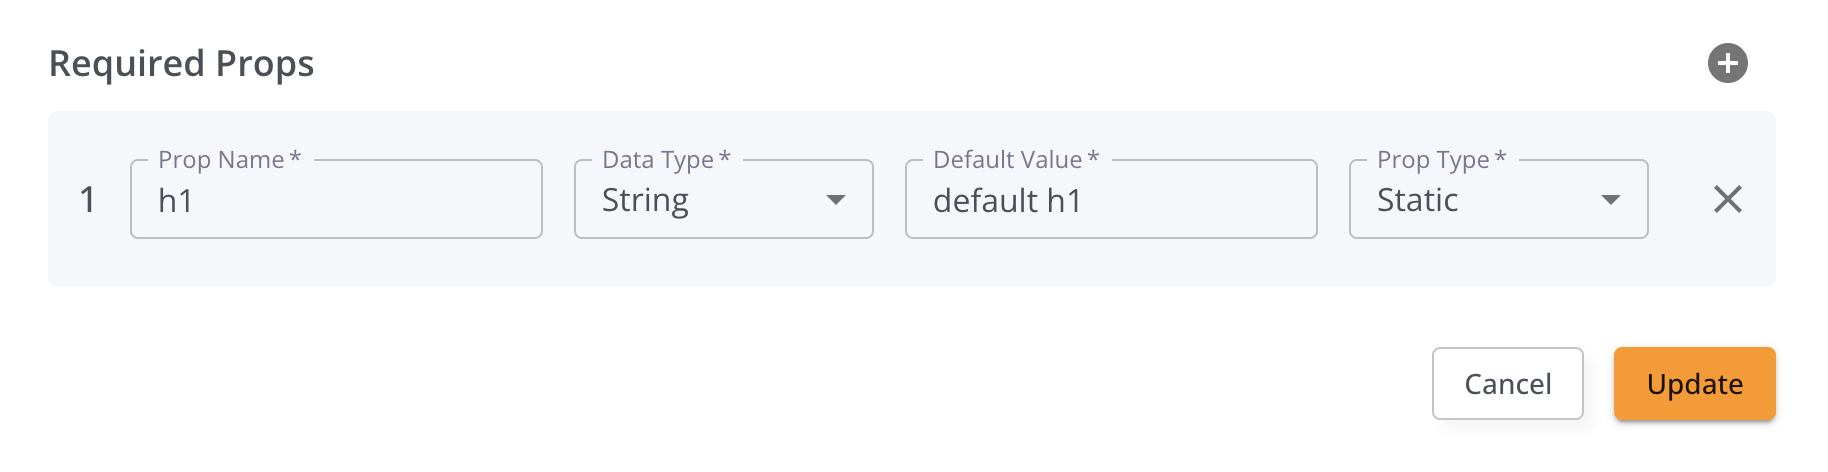 Required Props
Prop Name *
Data Type *
Default Value *
Prop Type *
1
h1
String
default h1
Static
Cancel
Update